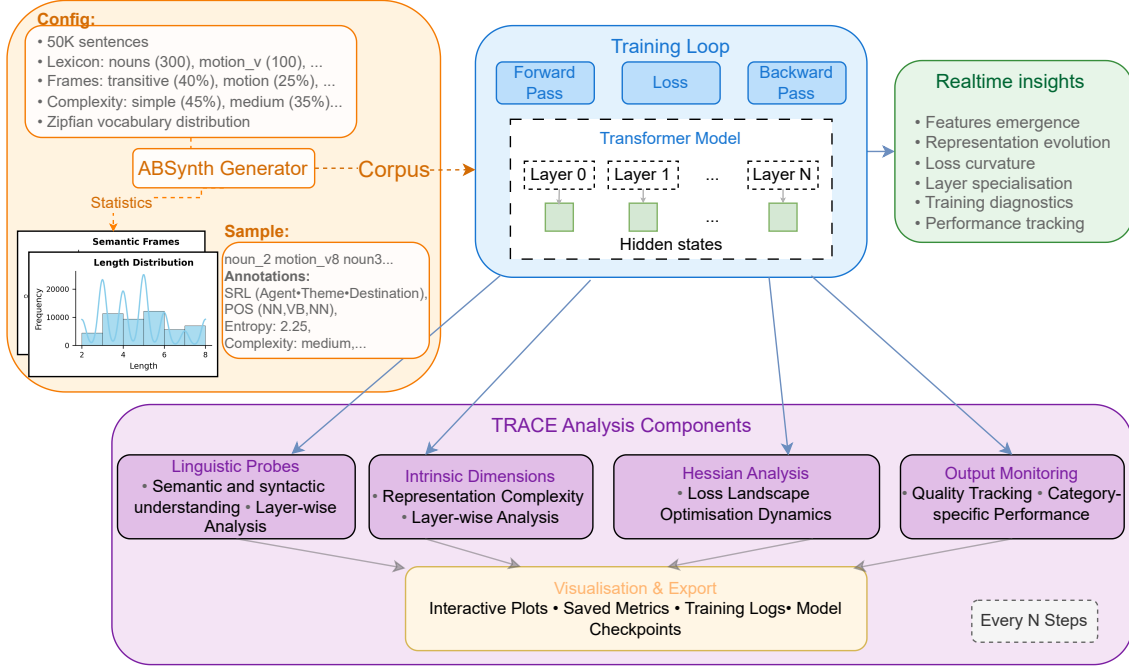 Config:
• 50K sentences
• Lexicon: nouns (300), motion_v (100), ...
• Frames: transitive (40%), motion (25%), ...
• Complexity: simple (45%), medium (35%)...
• Zipfian vocabulary distribution
ABSynth Generator
Corpus
Statistics
Semantic Frames
Length Distribution
Frequency
20000
10000
0
2
4
6
8
Length
Sample:
noun_2 motion_v8 noun3...
Annotations:
SRL (Agent•Theme•Destination),
POS (NN,VB,NN),
Entropy: 2.25,
Complexity: medium,...
Training Loop
Forward
Pass
Loss
Backward
Pass
Transformer Model
Layer 0
Layer 1
...
Layer N
...
Hidden states
Realtime insights
• Features emergence
• Representation evolution
• Loss curvature
• Layer specialisation
• Training diagnostics
• Performance tracking
TRACE Analysis Components
Linguistic Probes
• Semantic and syntactic
understanding • Layer-wise
Analysis
Intrinsic Dimensions
• Representation Complexity
• Layer-wise Analysis
Hessian Analysis
• Loss Landscape
Optimisation Dynamics
Output Monitoring
• Quality Tracking • Category-
specific Performance
Visualisation & Export
Interactive Plots • Saved Metrics • Training Logs• Model
Checkpoints
Every N Steps